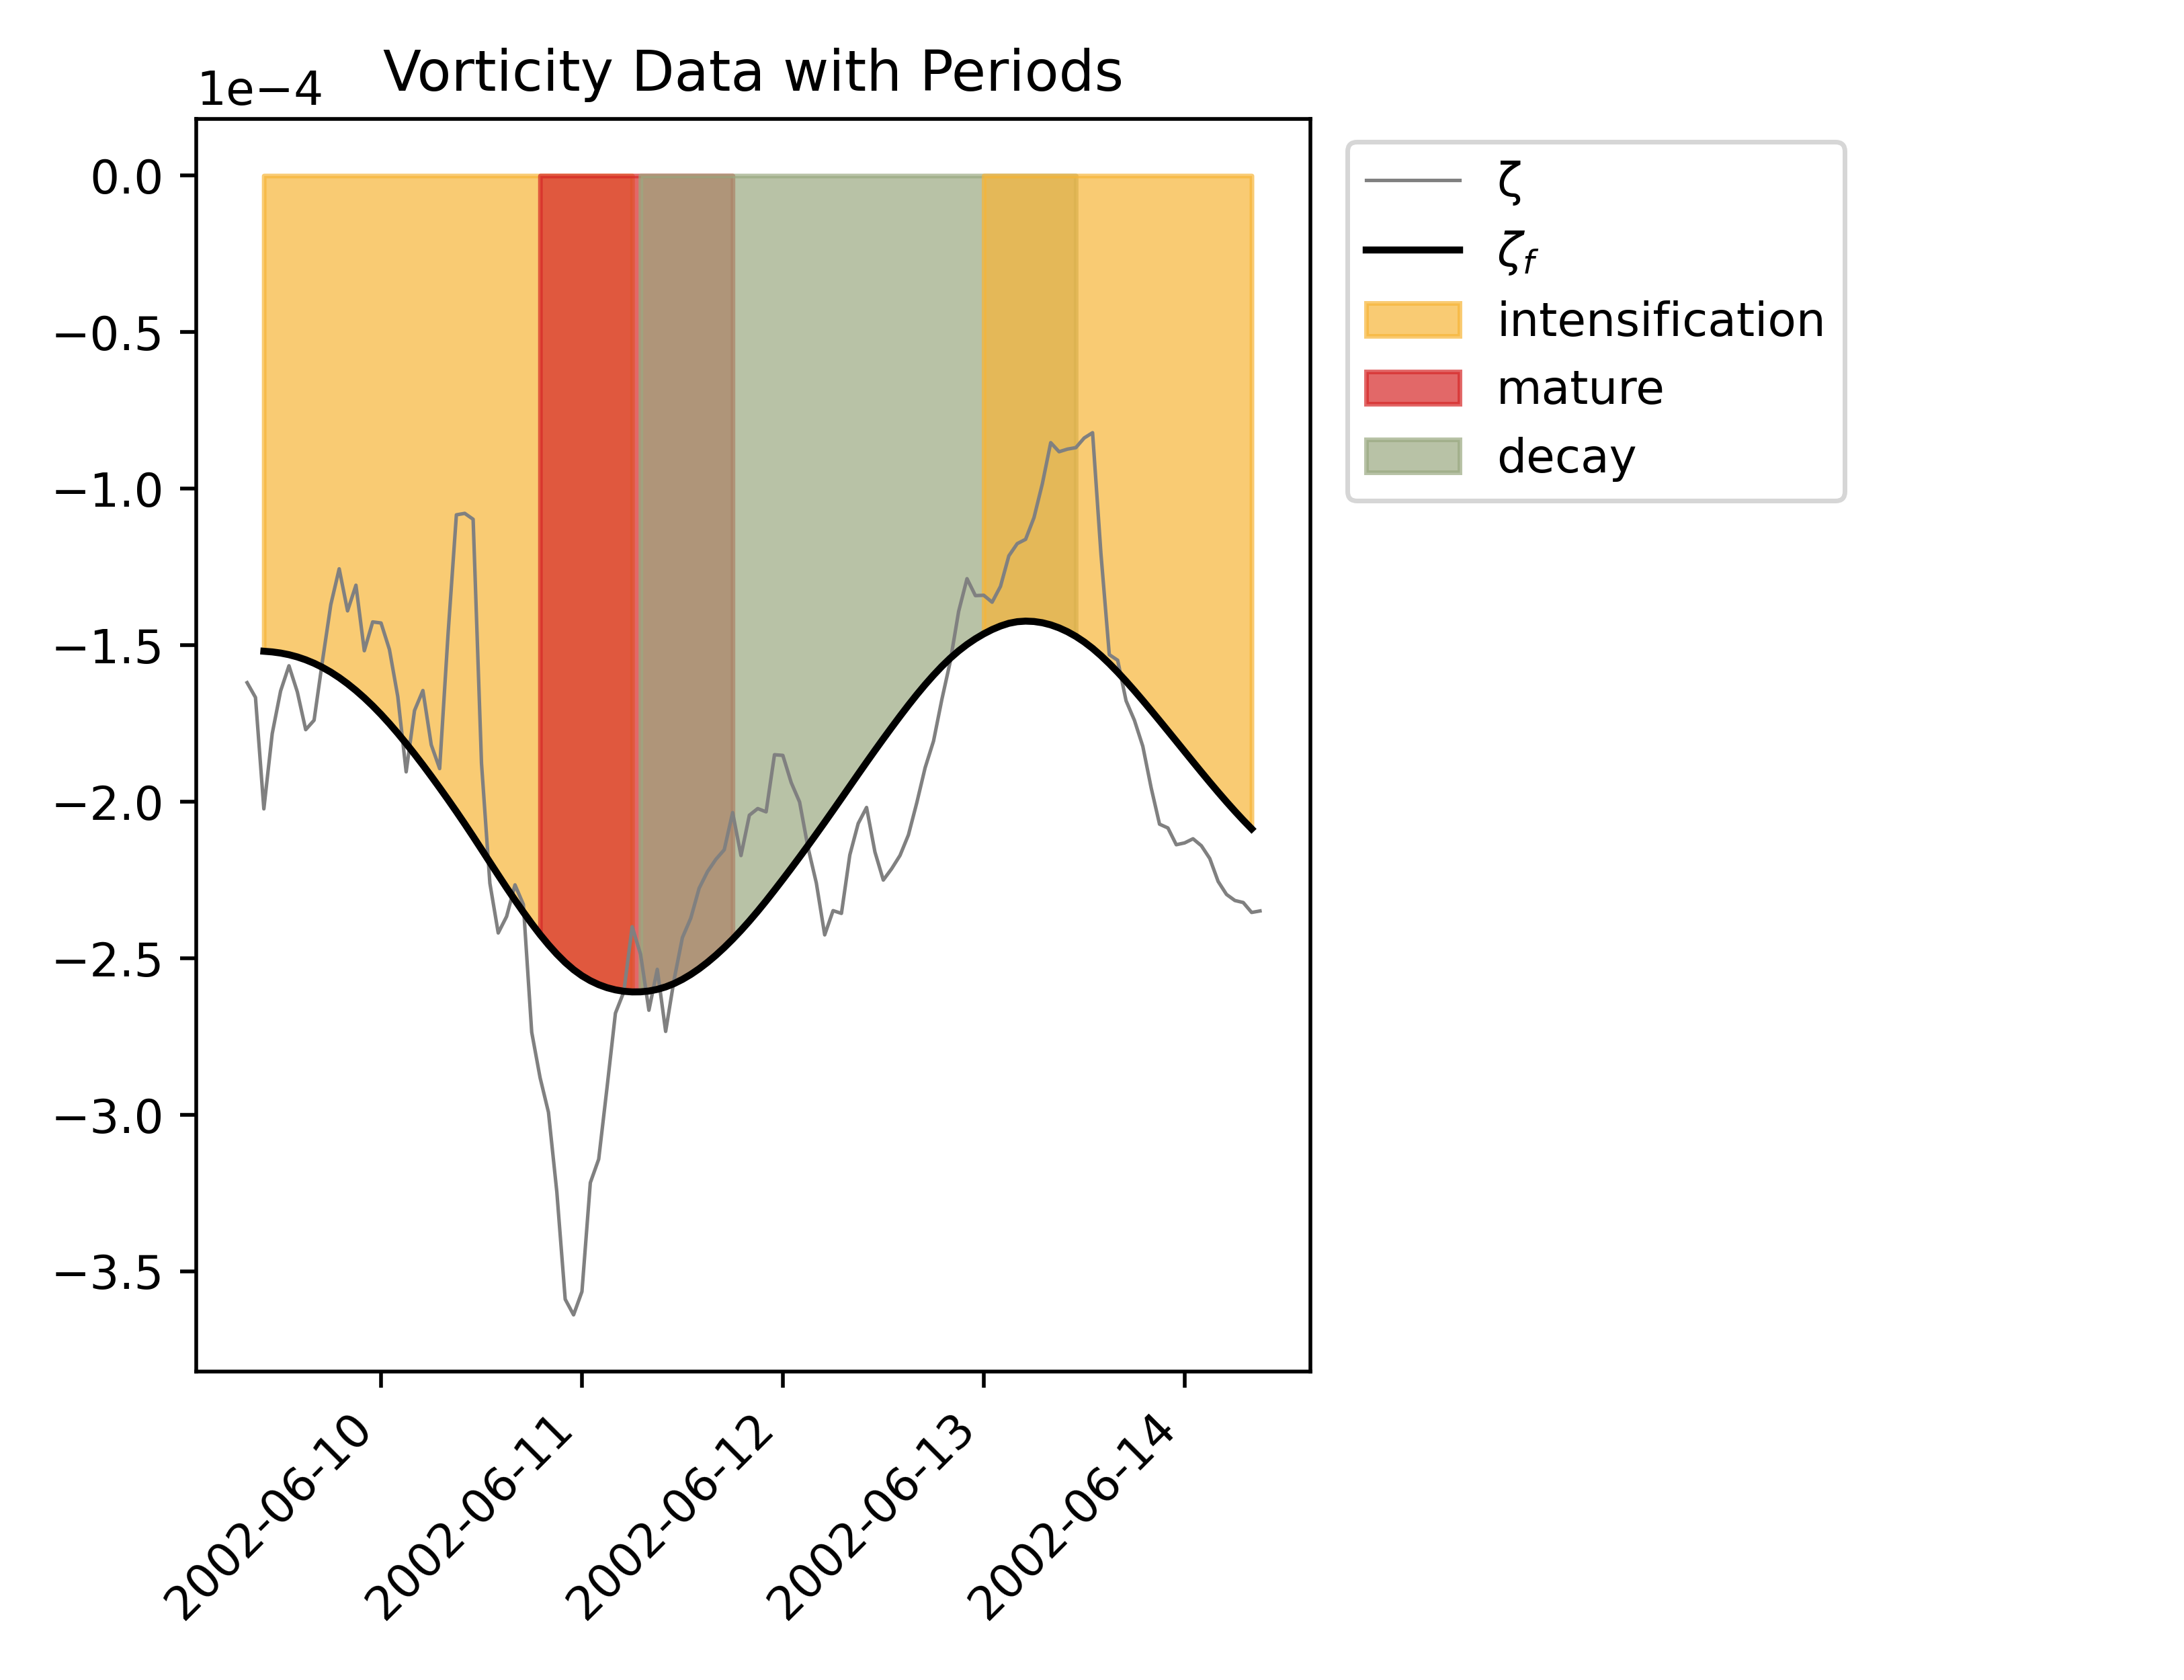 Vorticity Data with Periods
1e−4
0.0
−0.5
−1.0
−1.5
−2.0
−2.5
−3.0
−3.5
2002-06-10
2002-06-11
2002-06-12
2002-06-13
2002-06-14
ζ
ζf
intensification
mature
decay